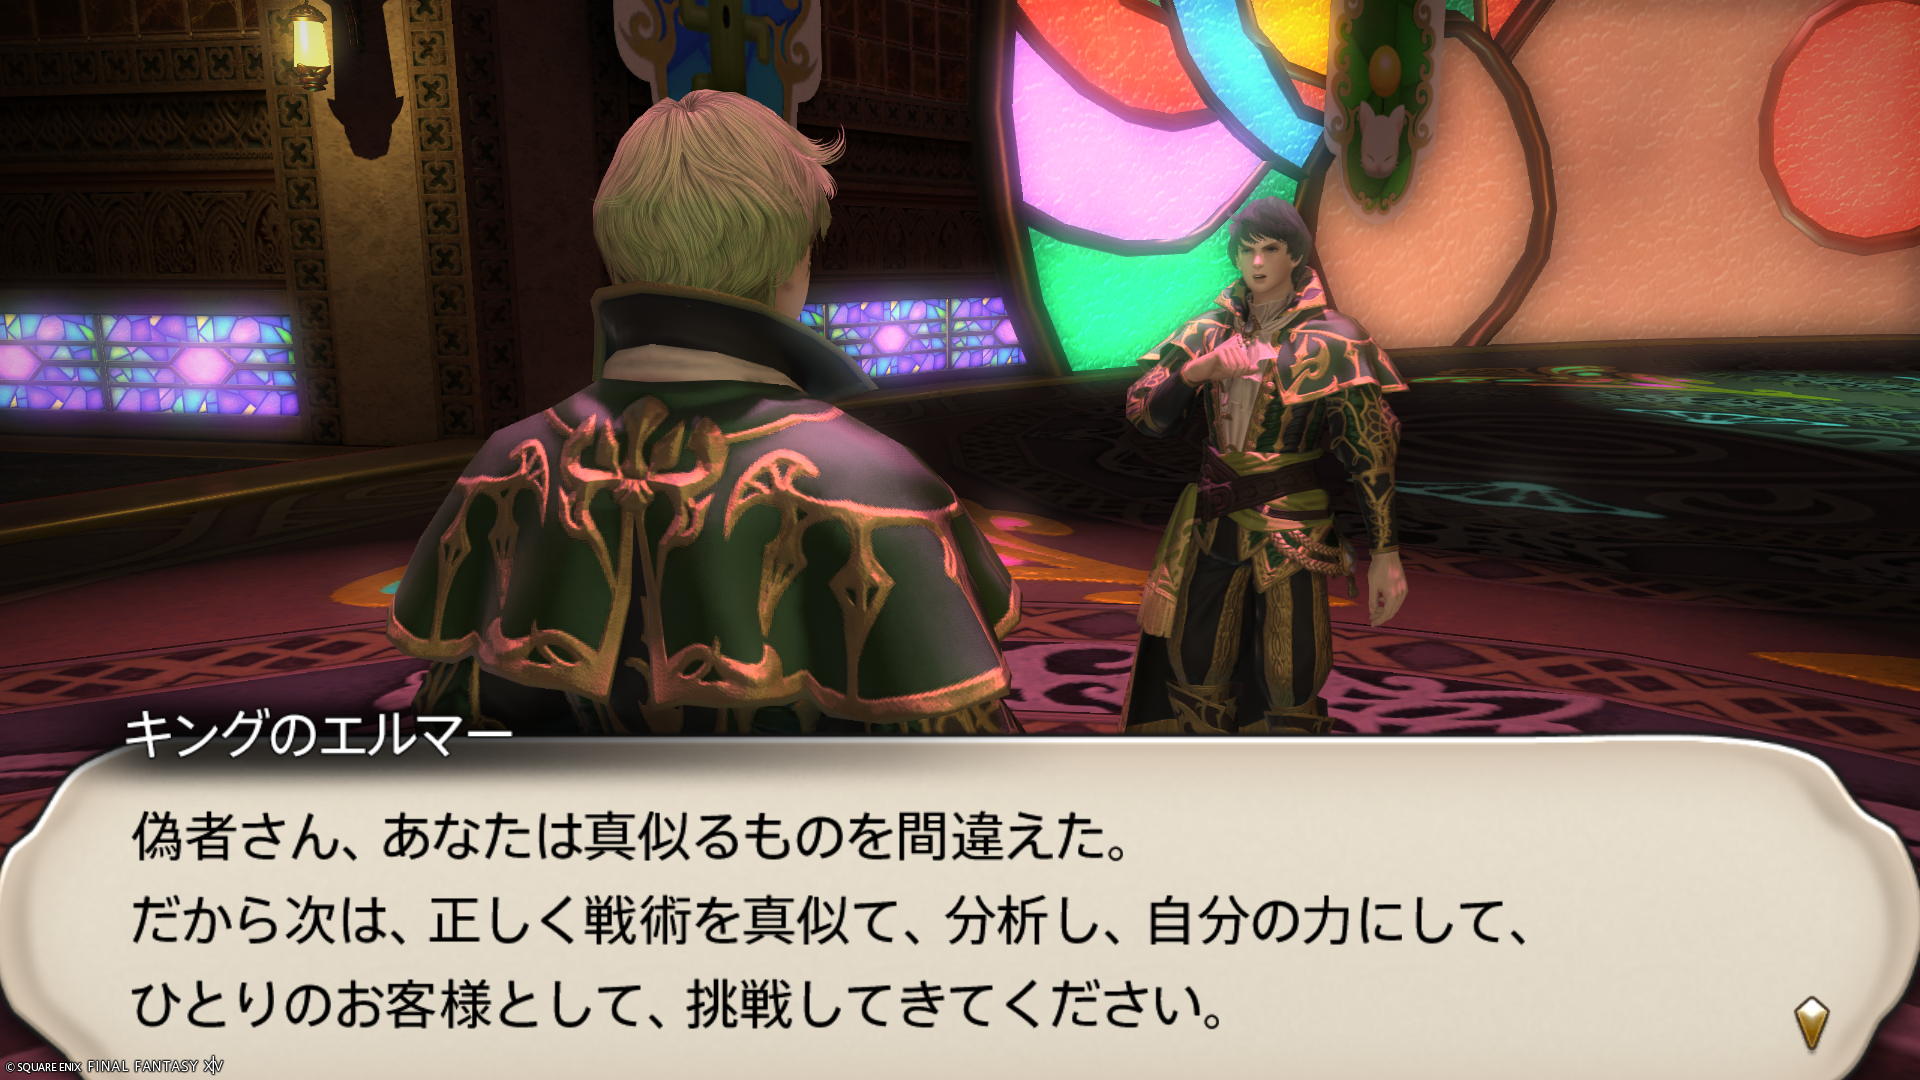 キングのエルマー
偽者さん、あなたは真似るものを間違えた。
だから次は、正しく戦術を真似て、分析し、自分の力にして、
ひとりのお客様として、挑戦してきてください。
© SQUARE ENIX FINAL FANTASY XIV